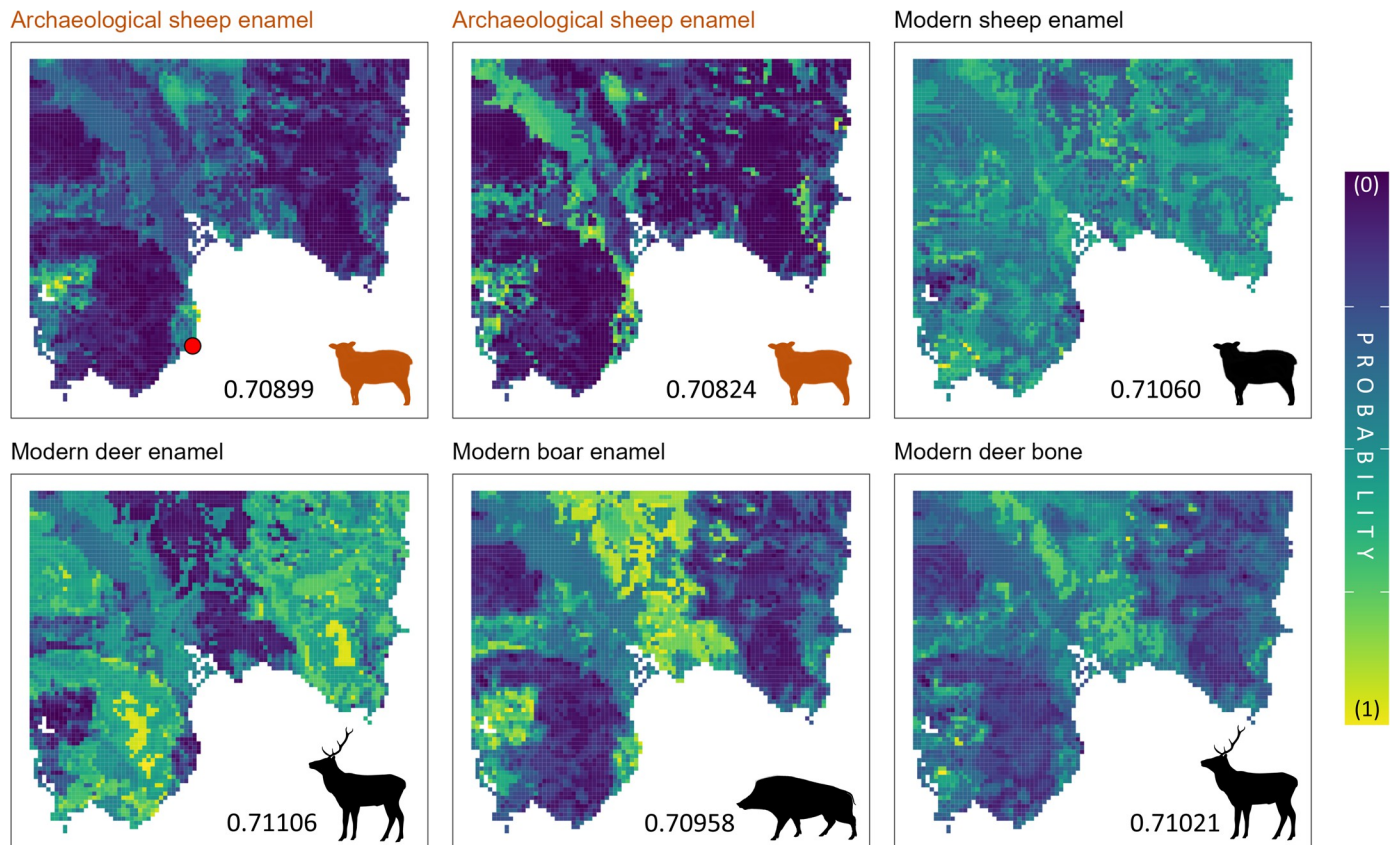 Archaeological sheep enamel
Archaeological sheep enamel
Modern sheep enamel
0.70899
0.70824
0.71060
Modern deer enamel
Modern boar enamel
Modern deer bone
0.71106
0.70958
0.71021
(0)
PROBABILITY
(1)